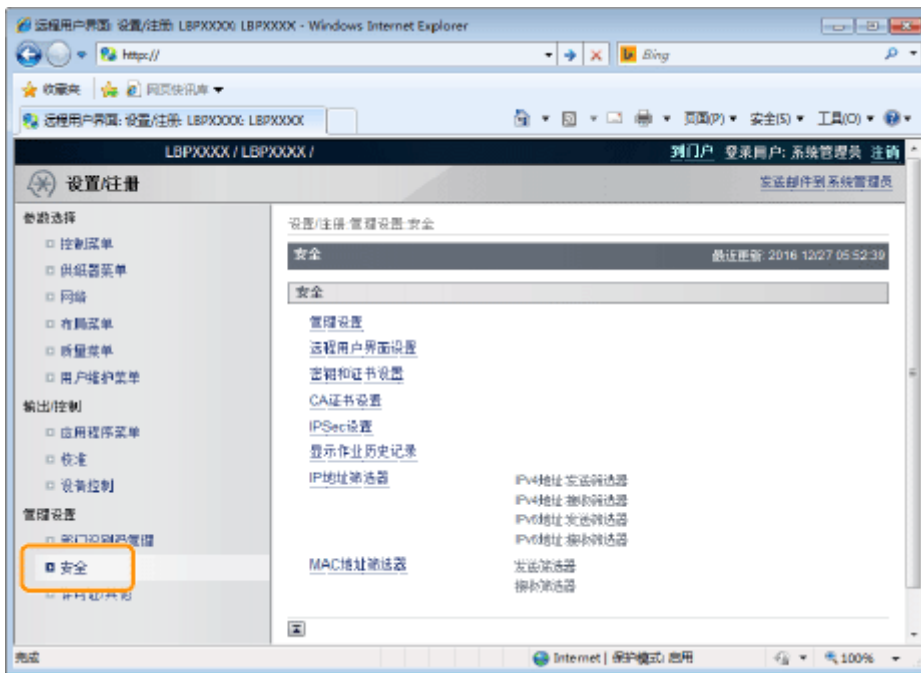 远程用户界面: 设置/注册: LBPXXXX: LBPXXXX - Windows Internet Explorer
http://
Bing
收藏夹 网页快讯库
远程用户界面: 设置/注册: LBPXXXX: LBPXXXX
页面(P) 安全(S) 工具(O)
LBPXXXX / LBPXXXX /
到门户 登录用户: 系统管理员 注销
设置/注册
发送邮件到系统管理员
参数选择
控制菜单
供纸器菜单
网络
布局菜单
质量菜单
用户维护菜单
输出/控制
应用程序菜单
校准
设备控制
管理设置
部门识别码管理
安全
许可证/其他
设置/注册:管理设置:安全
安全
最近更新: 2016 12/27 05:52:39
安全
管理设置
远程用户界面设置
密钥和证书设置
CA证书设置
IPSec设置
显示作业历史记录
IP地址筛选器
IPv4地址:发送筛选器
IPv4地址:接收筛选器
IPv6地址:发送筛选器
IPv6地址:接收筛选器
MAC地址筛选器
发送筛选器
接收筛选器
完成
Internet | 保护模式: 启用
100%